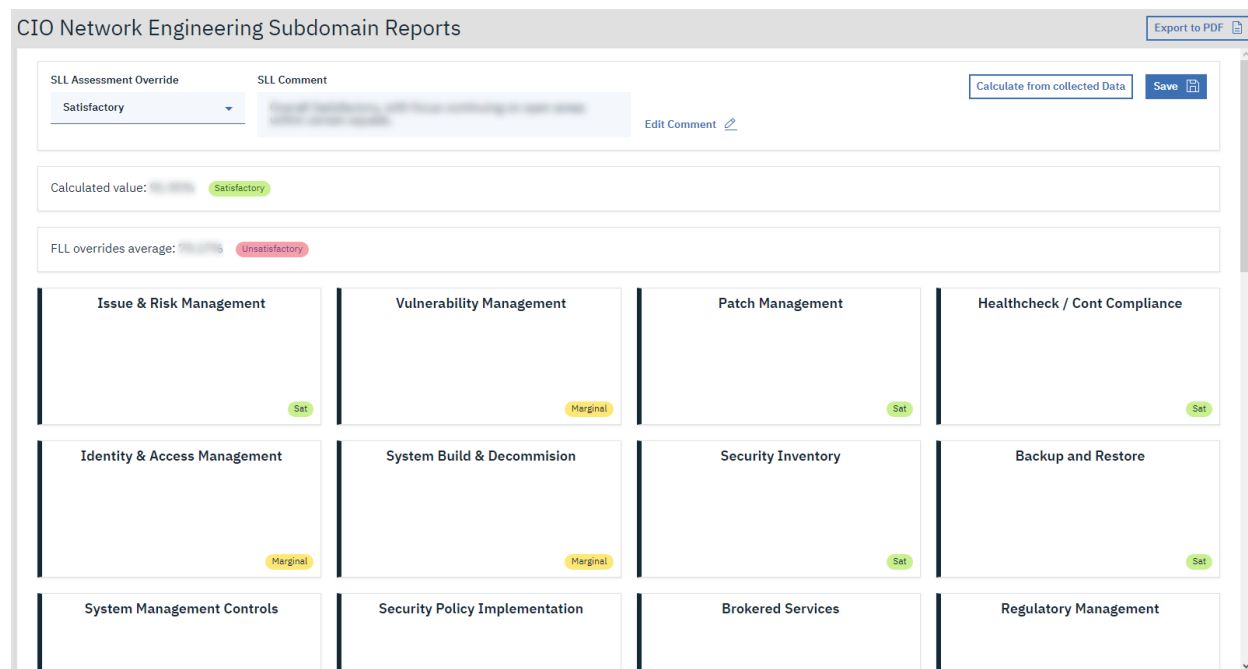 CIO Network Engineering Subdomain Reports
Export to PDF
SLL Assessment Override
SLL Comment
Satisfactory
Calculate from collected Data
Save
Edit Comment
Calculated value:
Satisfactory
FLL overrides average:
Unsatisfactory
Issue & Risk Management
Vulnerability Management
Patch Management
Healthcheck / Cont Compliance
Sat
Marginal
Sat
Sat
Identity & Access Management
System Build & Decommision
Security Inventory
Backup and Restore
Marginal
Marginal
Sat
Sat
System Management Controls
Security Policy Implementation
Brokered Services
Regulatory Management